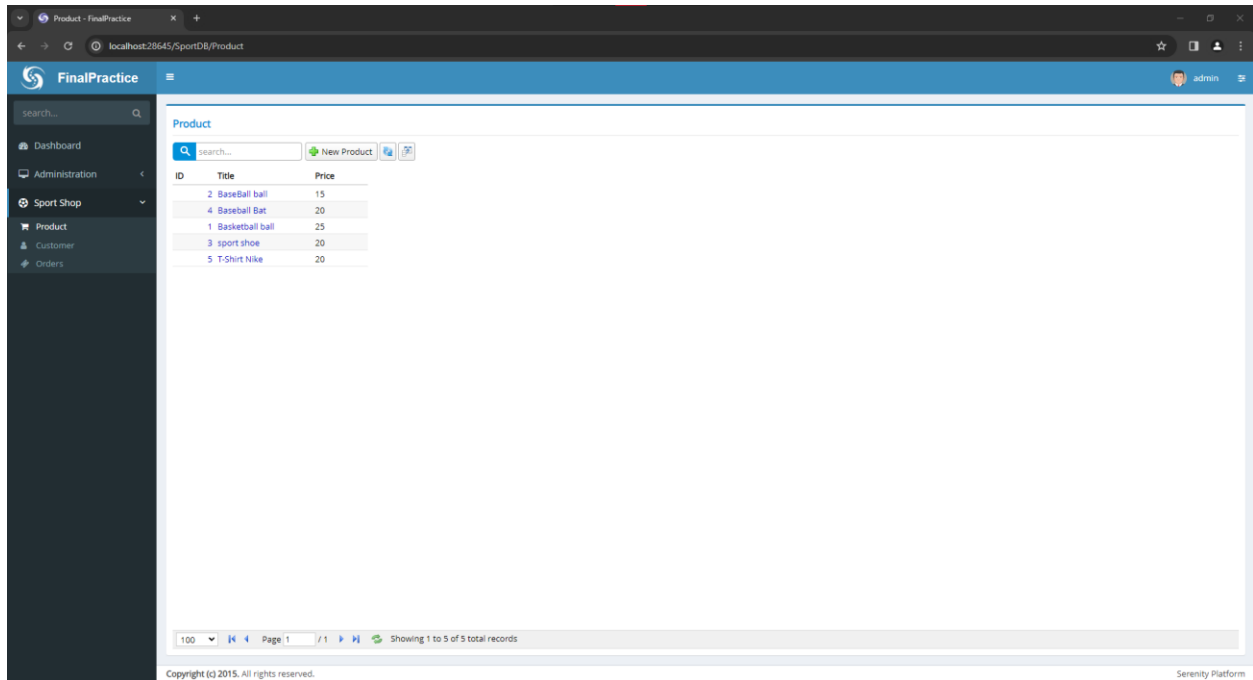 Product - FinalPractice
localhost:28645/SportDB/Product
FinalPractice
admin
search...
Dashboard
Administration
Sport Shop
Product
Customer
Orders
Product
search...
New Product
ID Title Price
2 BaseBall ball 15
4 Baseball Bat 20
1 Basketball ball 25
3 sport shoe 20
5 T-Shirt Nike 20
100 Page 1 / 1 Showing 1 to 5 of 5 total records
Copyright (c) 2015. All rights reserved. Serenity Platform